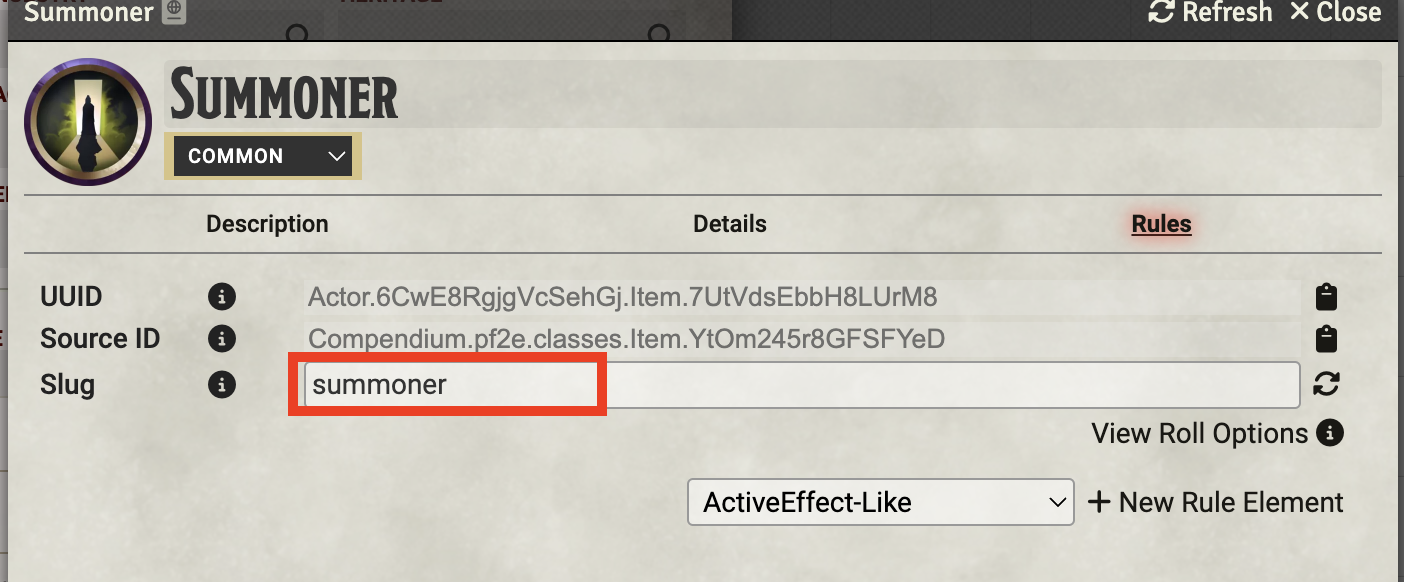 Summoner
Refresh
Close
SUMMONER
COMMON
Description
Details
Rules
UUID
Actor.6CwE8RgjgVcSehGj.Item.7UtVdsEbbH8LUrM8
Source ID
Compendium.pf2e.classes.Item.YtOm245r8GFSFYeD
Slug
summoner
View Roll Options
ActiveEffect-Like
New Rule Element